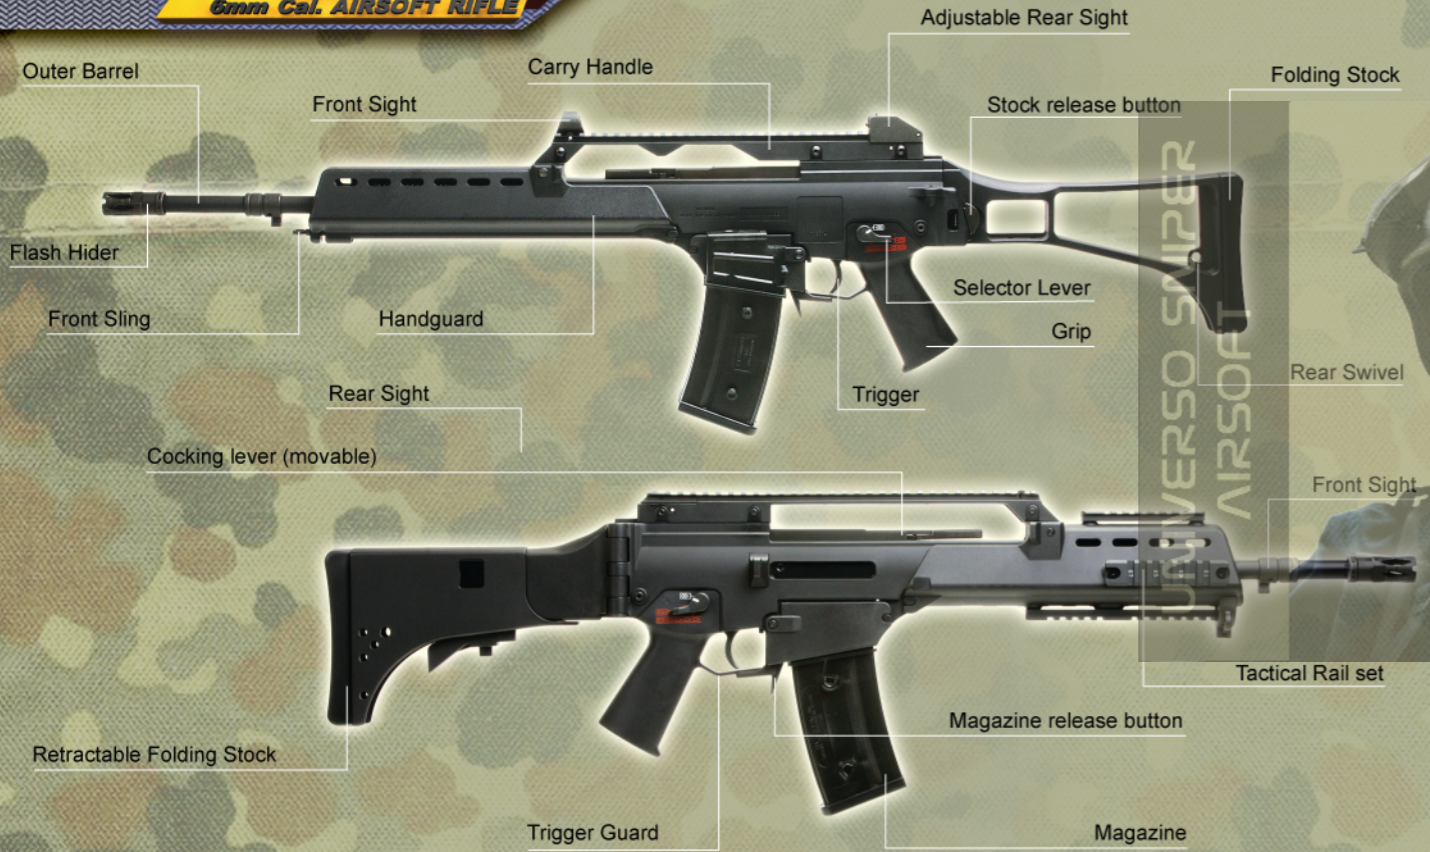 6mm Cal. AIRSOFT RIFLE
Adjustable Rear Sight
Outer Barrel
Carry Handle
Folding Stock
Front Sight
Stock release button
Flash Hider
Selector Lever
Front Sling
Handguard
Grip
Rear Swivel
Rear Sight
Trigger
Cocking lever (movable)
Front Sight
UNIVERSO SNIPER
AIRSOFT
Tactical Rail set
Magazine release button
Retractable Folding Stock
Trigger Guard
Magazine